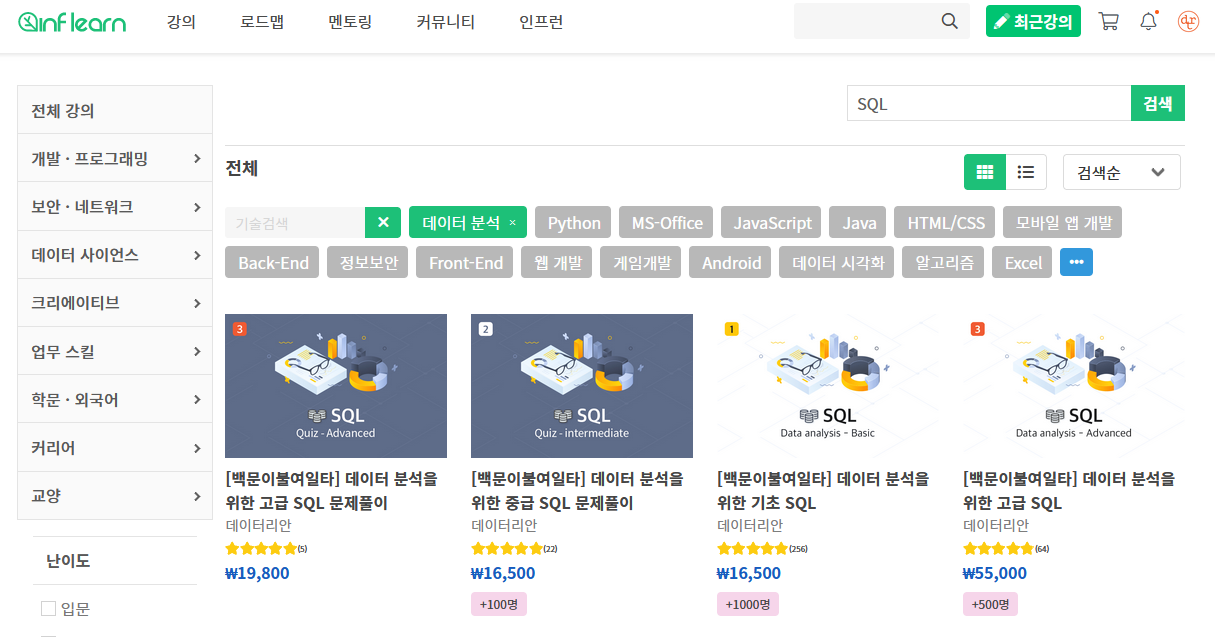 inflearn
강의 로드맵 멘토링 커뮤니티 인프런
최근강의
SQL 검색
전체 강의
개발 · 프로그래밍
보안 · 네트워크
데이터 사이언스
크리에이티브
업무 스킬
학문 · 외국어
커리어
교양
난이도
입문
전체
검색순
기술검색 데이터 분석 × Python MS-Office JavaScript Java HTML/CSS 모바일 앱 개발
Back-End 정보보안 Front-End 웹 개발 게임개발 Android 데이터 시각화 알고리즘 Excel
3
SQL
Quiz - Advanced
[백문이불여일타] 데이터 분석을
위한 고급 SQL 문제풀이
데이터리안
(5)
₩19,800
2
SQL
Quiz - intermediate
[백문이불여일타] 데이터 분석을
위한 중급 SQL 문제풀이
데이터리안
(22)
₩16,500
+100명
1
SQL
Data analysis - Basic
[백문이불여일타] 데이터 분석을
위한 기초 SQL
데이터리안
(256)
₩16,500
+1000명
3
SQL
Data analysis - Advanced
[백문이불여일타] 데이터 분석을
위한 고급 SQL
데이터리안
(64)
₩55,000
+500명